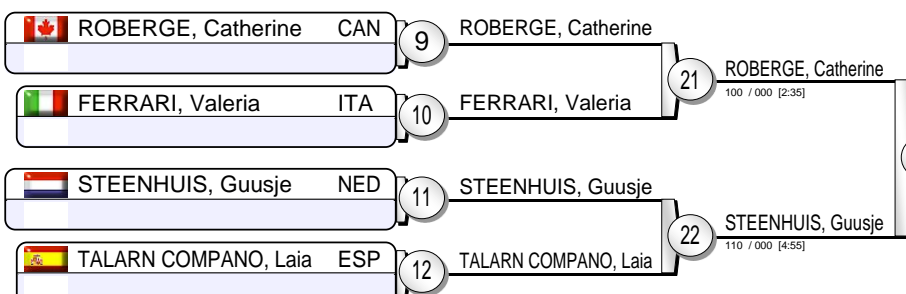 ROBERGE, Catherine CAN
9
ROBERGE, Catherine
21
ROBERGE, Catherine
100 / 000 [2:35]
FERRARI, Valeria ITA
10
FERRARI, Valeria
STEENHUIS, Guusje NED
11
STEENHUIS, Guusje
22
STEENHUIS, Guusje
110 / 000 [4:55]
TALARN COMPANO, Laia ESP
12
TALARN COMPANO, Laia